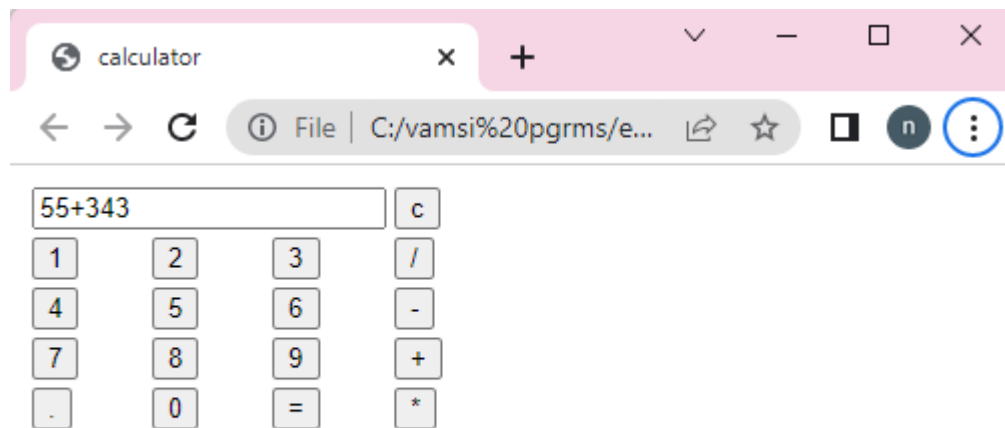 calculator
File C:/vamsi%20pgrms/e... n
55+343 c
1 2 3 /
4 5 6 -
7 8 9 +
. 0 = *